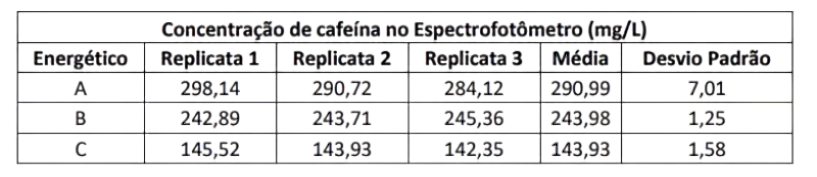 Concentração de cafeína no Espectrofotômetro (mg/L)
Energético Replicata 1 Replicata 2 Replicata 3 Média Desvio Padrão
A 298,14 290,72 284,12 290,99 7,01
B 242,89 243,71 245,36 243,98 1,25
C 145,52 143,93 142,35 143,93 1,58